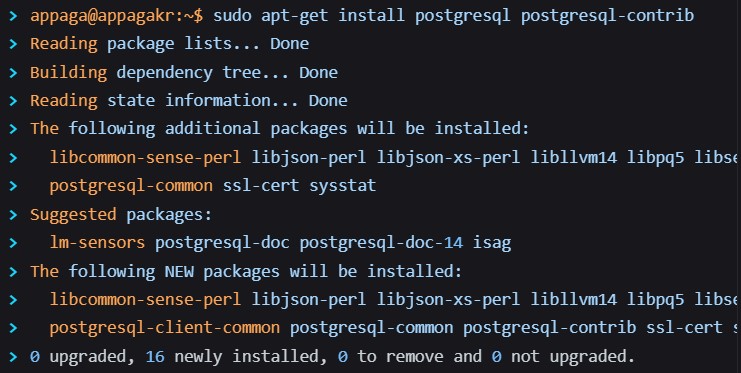 > appaga@appagakr:~$ sudo apt-get install postgresql postgresql-contrib
> Reading package lists... Done
> Building dependency tree... Done
> Reading state information... Done
> The following additional packages will be installed:
>   libcommon-sense-perl libjson-perl libjson-xs-perl libllvm14 libpq5 libse
>   postgresql-common ssl-cert sysstat
> Suggested packages:
>   lm-sensors postgresql-doc postgresql-doc-14 isag
> The following NEW packages will be installed:
>   libcommon-sense-perl libjson-perl libjson-xs-perl libllvm14 libpq5 libse
>   postgresql-client-common postgresql-common postgresql-contrib ssl-cert s
> 0 upgraded, 16 newly installed, 0 to remove and 0 not upgraded.